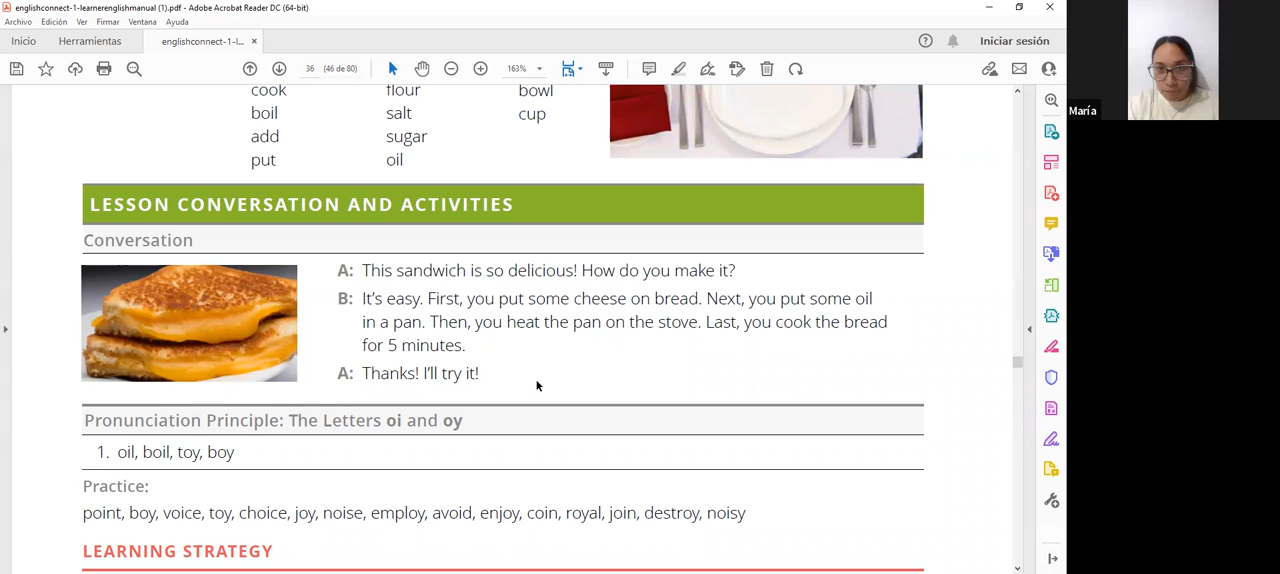 englishconnect-1-learnerenglishmanual (1).pdf - Adobe Acrobat Reader DC (64-bit)
Archivo Edición Ver Firmar Ventana Ayuda
Inicio Herramientas englishconnect-1-l... × Iniciar sesión
36 (46 de 80) 163%
María
cook flour bowl
boil salt cup
add sugar
put oil
LESSON CONVERSATION AND ACTIVITIES
Conversation
A: This sandwich is so delicious! How do you make it?
B: It’s easy. First, you put some cheese on bread. Next, you put some oil
in a pan. Then, you heat the pan on the stove. Last, you cook the bread
for 5 minutes.
A: Thanks! I’ll try it!
Pronunciation Principle: The Letters oi and oy
1. oil, boil, toy, boy
Practice:
point, boy, voice, toy, choice, joy, noise, employ, avoid, enjoy, coin, royal, join, destroy, noisy
LEARNING STRATEGY